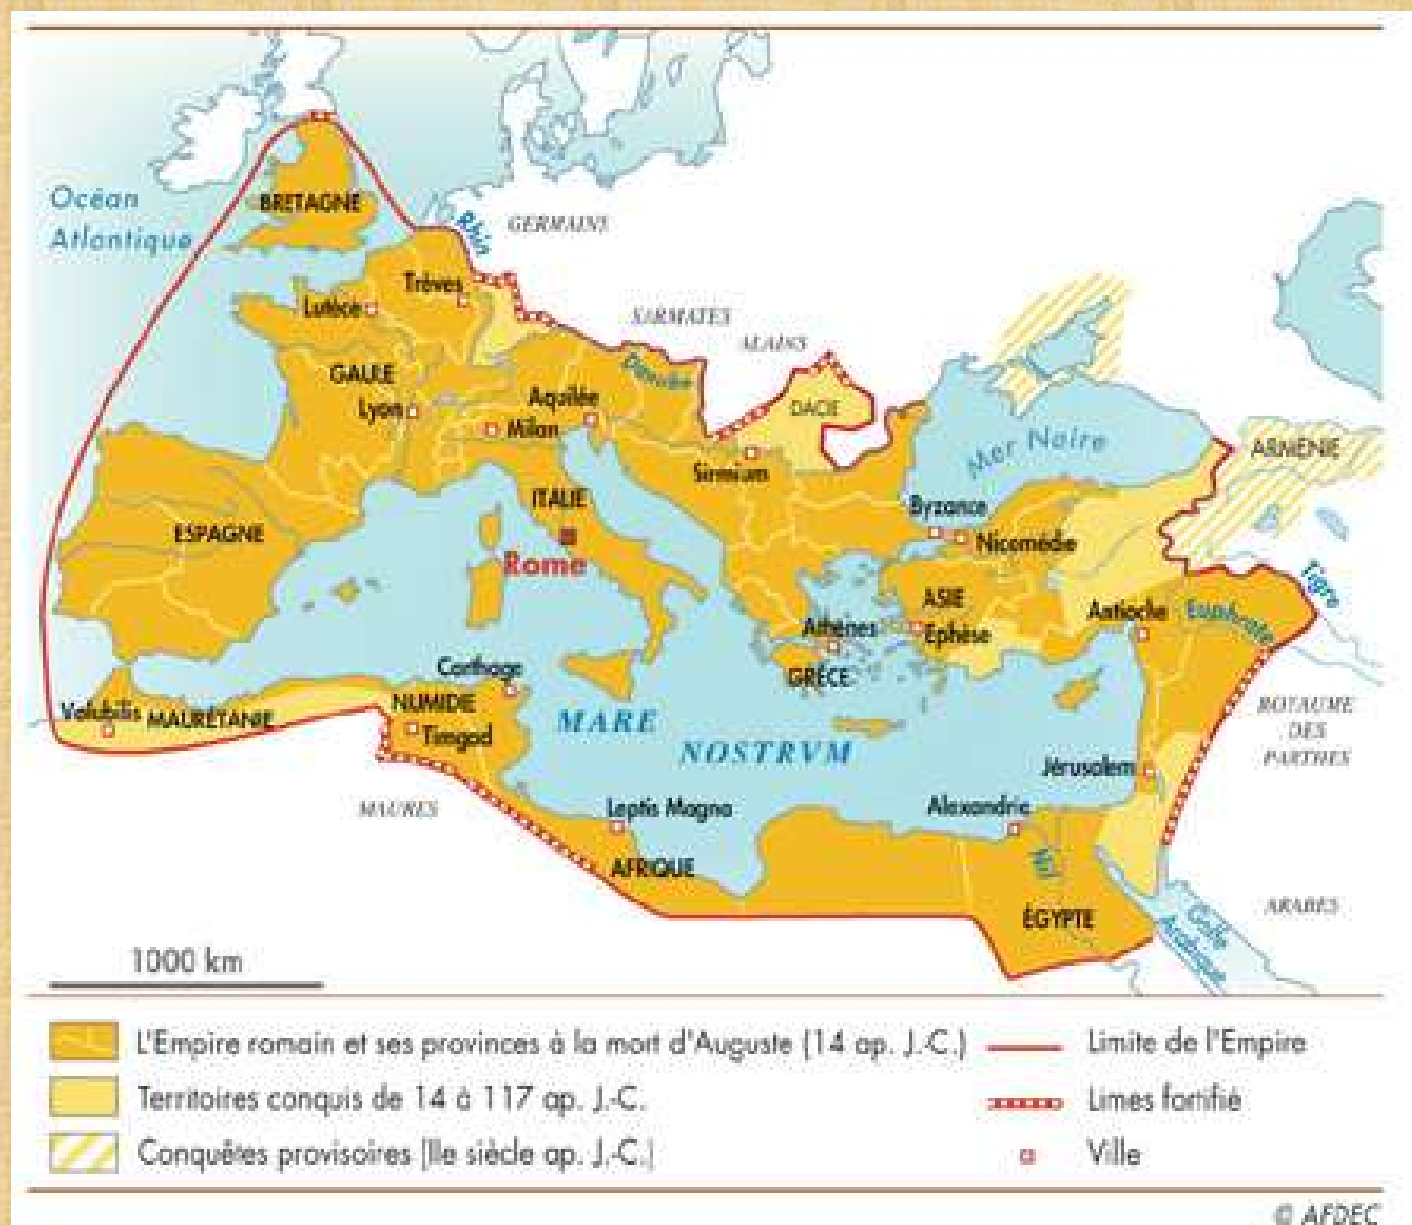 Océan
Atlantique
BRETAGNE
Rhin
GERMAINS
Trèves
Lutèce
SARMATES
ALAINS
GAULE
Danube
DACIE
Lyon
Aquilée
Milan
Sirmium
Mer Noire
ARMÉNIE
ITALIE
ESPAGNE
Rome
Byzance
Nicomédie
Tigre
ASIE
Antioche
Euphrate
Athènes
Ephèse
Carthage
GRÈCE
NUMIDIE
Volubilis
MAURÉTANIE
Timgad
MARE
NOSTRVM
ROYAUME
DES
PARTHES
Jérusalem
MAURES
Leptis Magna
Alexandrie
AFRIQUE
Nil
ÉGYPTE
ARABES
Golfe
Arabique
1000 km
L'Empire romain et ses provinces à la mort d'Auguste (14 ap. J.-C.)
Limite de l'Empire
Territoires conquis de 14 à 117 ap. J.-C.
Limes fortifié
Conquêtes provisoires (IIe siècle ap. J.-C.)
Ville
© AFDEC